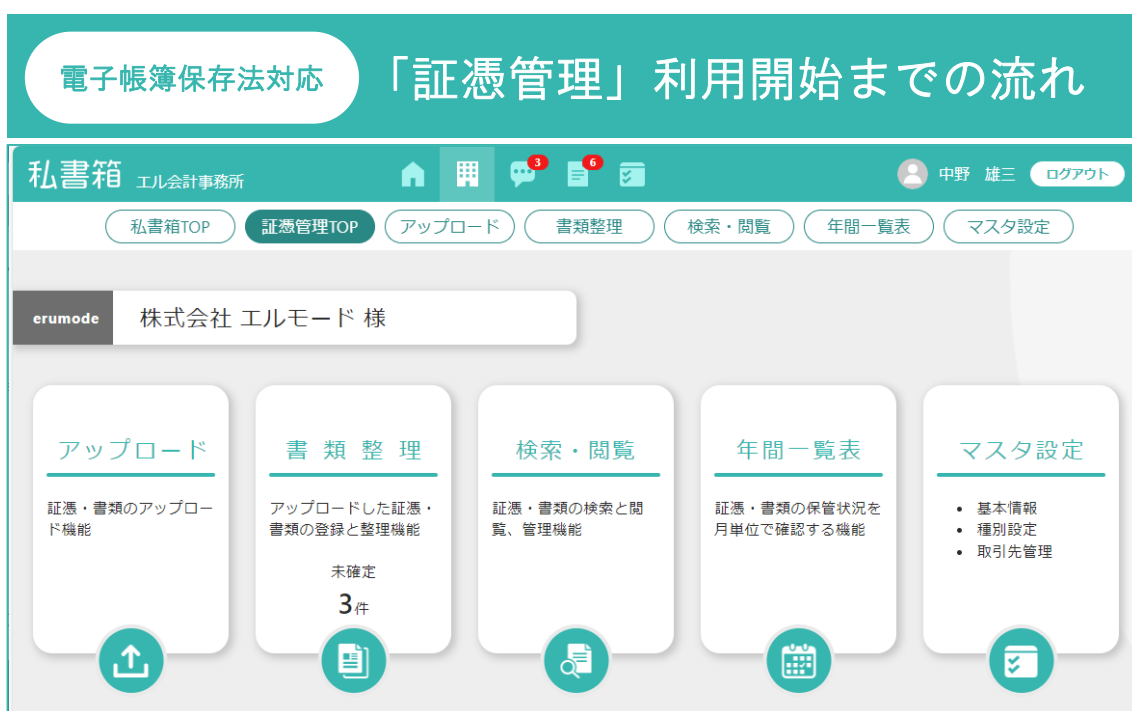 電子帳簿保存法対応
「証憑管理」利用開始までの流れ
私書箱 エル会計事務所
3
6
中野 雄三 ログアウト
私書箱TOP 証憑管理TOP アップロード 書類整理 検索・閲覧 年間一覧表 マスタ設定
erumode 株式会社 エルモード 様
アップロード
証憑・書類のアップロー
ド機能
書類整理
アップロードした証憑・
書類の登録と整理機能
未確定
3件
検索・閲覧
証憑・書類の検索と閲
覧、管理機能
年間一覧表
証憑・書類の保管状況を
月単位で確認する機能
マスタ設定
• 基本情報
• 種別設定
• 取引先管理